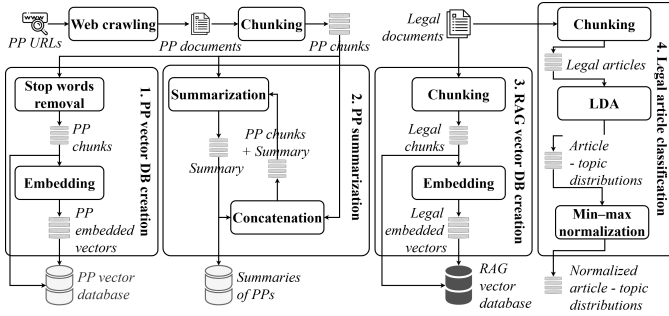 www
PP URLs
Web crawling
PP documents
Chunking
PP chunks
Legal
documents
Chunking
Legal articles
LDA
Article
- topic
distributions
Min–max
normalization
Normalized
article - topic
distributions
4. Legal article classification
Stop words
removal
PP
chunks
Embedding
PP
embedded
vectors
PP vector
database
1. PP vector DB creation
Summarization
Summary
PP chunks
+ Summary
Concatenation
Summaries
of PPs
2. PP summarization
Chunking
Legal
chunks
Embedding
Legal
embedded
vectors
RAG
vector
database
3. RAG vector DB creation